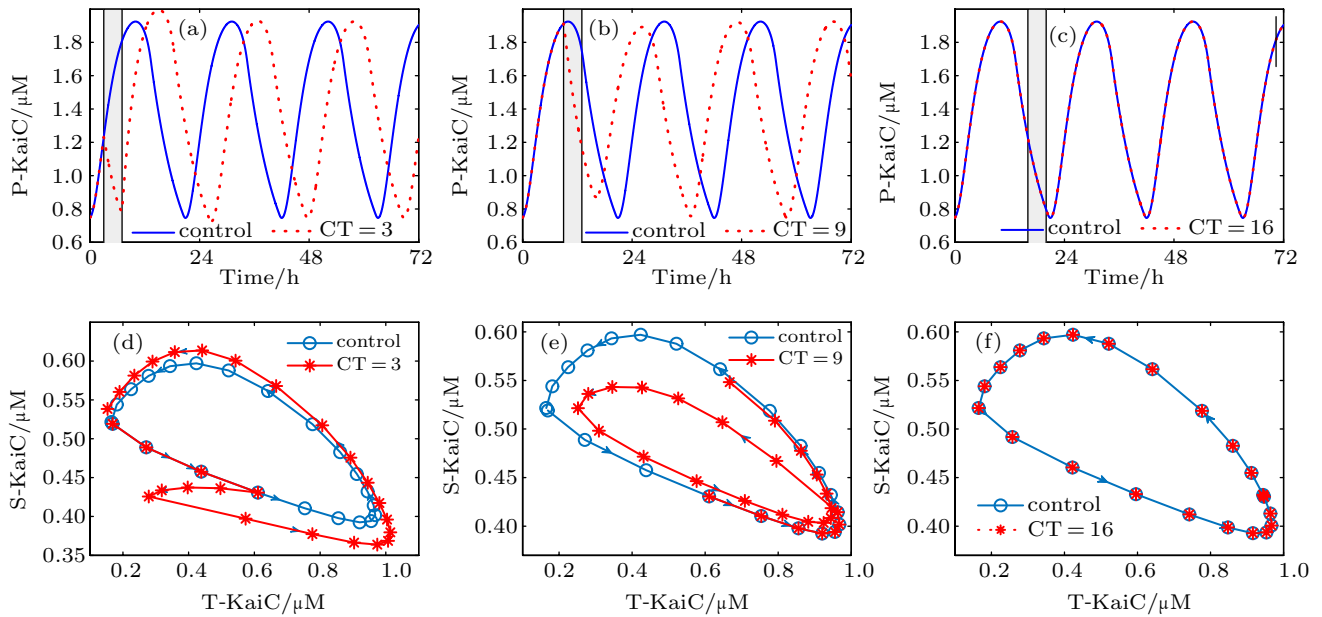 (a)
1.8
1.6
1.4
1.2
1.0
0.8
0.6
P-KaiC/μM
control
CT = 3
0
24
48
72
Time/h
(b)
1.8
1.6
1.4
1.2
1.0
0.8
0.6
P-KaiC/μM
control
CT = 9
0
24
48
72
Time/h
(c)
1.8
1.6
1.4
1.2
1.0
0.8
0.6
P-KaiC/μM
control
CT = 16
0
24
48
72
Time/h
(d)
control
CT = 3
0.65
0.60
0.55
0.50
0.45
0.40
0.35
S-KaiC/μM
0.2
0.4
0.6
0.8
1.0
T-KaiC/μM
(e)
control
CT = 9
0.60
0.55
0.50
0.45
0.40
S-KaiC/μM
0.2
0.4
0.6
0.8
1.0
T-KaiC/μM
(f)
control
CT = 16
0.60
0.55
0.50
0.45
0.40
S-KaiC/μM
0.2
0.4
0.6
0.8
1.0
T-KaiC/μM